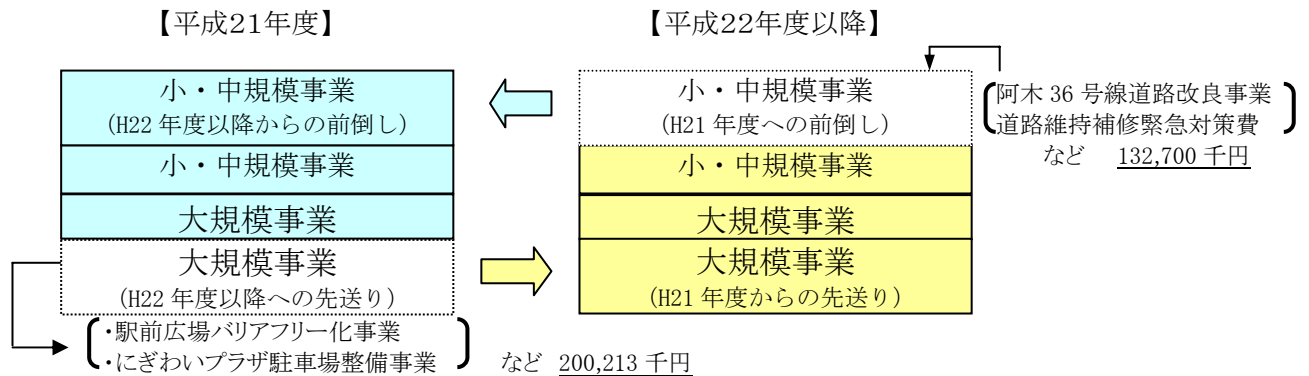 【平成21年度】
小・中規模事業
(H22 年度以降からの前倒し)
小・中規模事業
大規模事業
大規模事業
(H22 年度以降への先送り)
・駅前広場バリアフリー化事業
・にぎわいプラザ駐車場整備事業
など 200,213 千円
【平成22年度以降】
小・中規模事業
(H21 年度への前倒し)
小・中規模事業
大規模事業
大規模事業
(H21 年度からの先送り)
阿木 36 号線道路改良事業
道路維持補修緊急対策費
など 132,700 千円